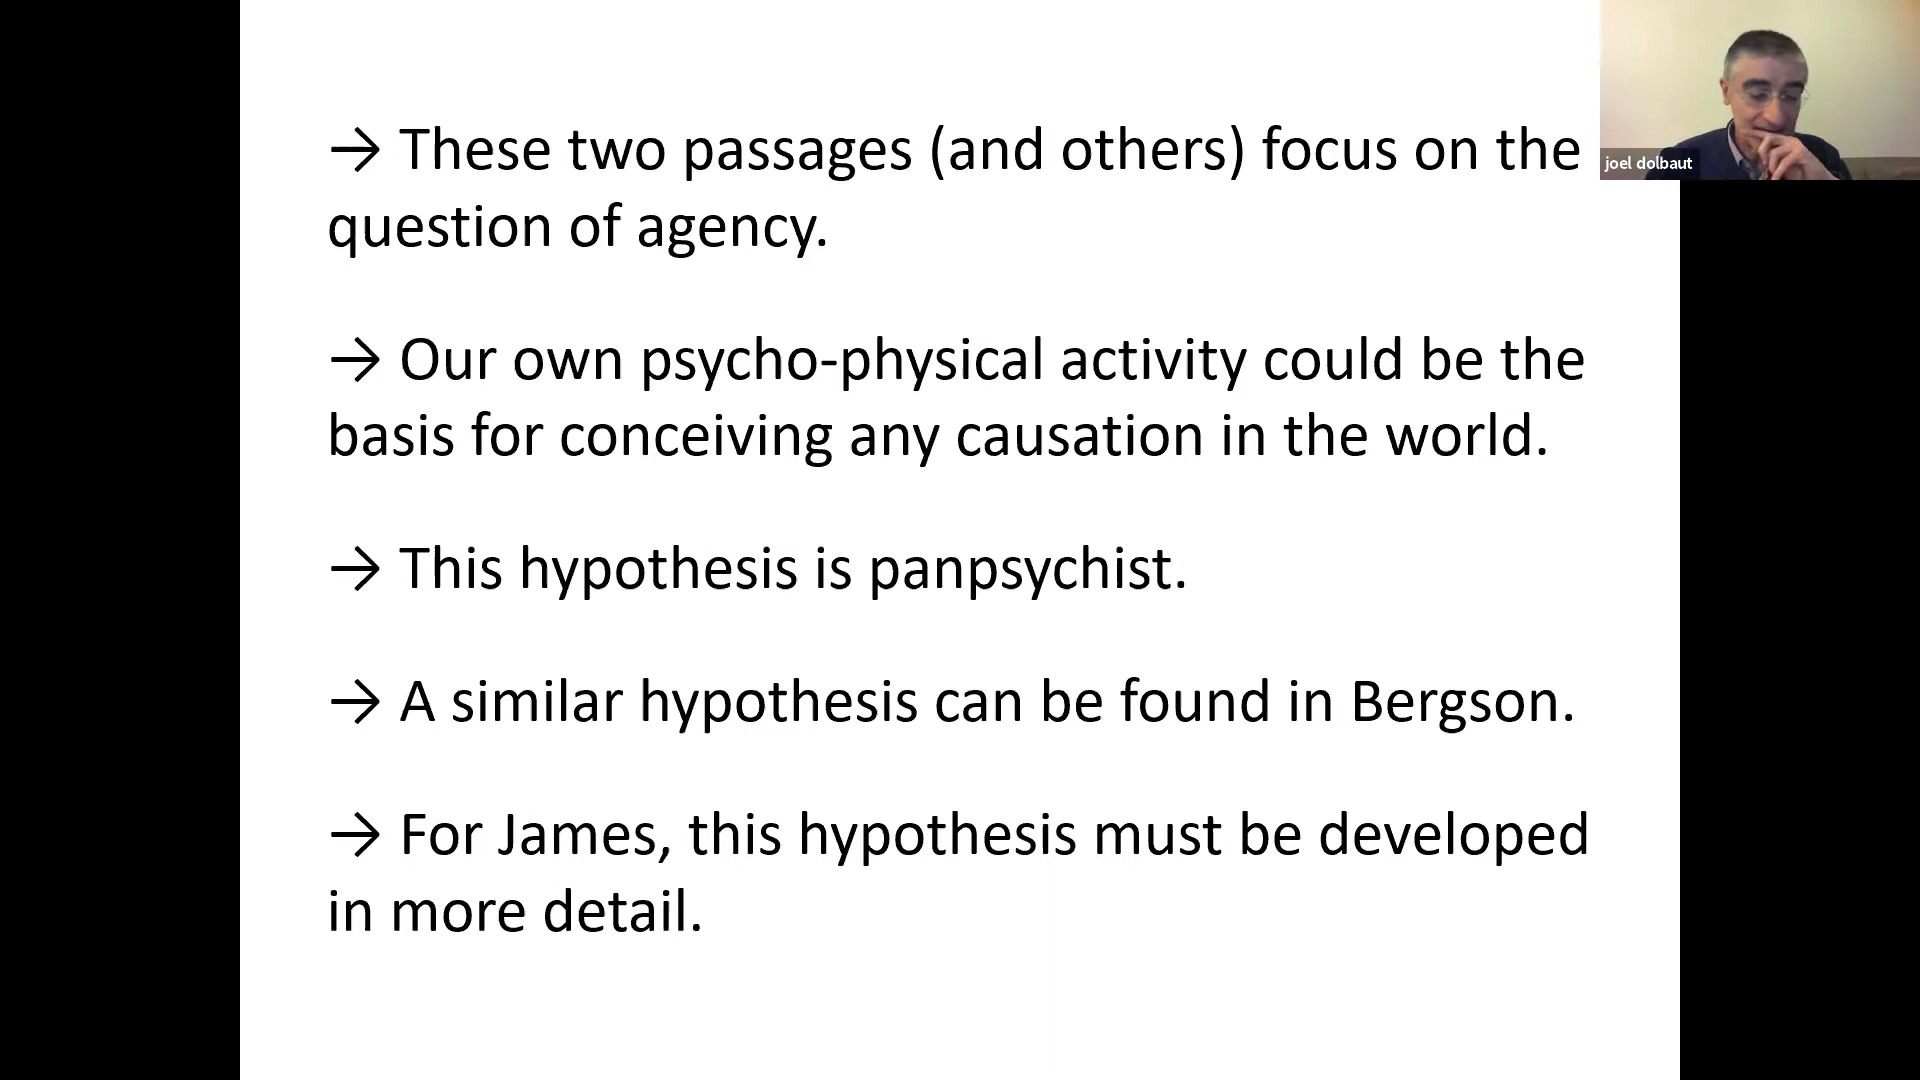 → These two passages (and others) focus on the
question of agency.
→ Our own psycho-physical activity could be the
basis for conceiving any causation in the world.
→ This hypothesis is panpsychist.
→ A similar hypothesis can be found in Bergson.
→ For James, this hypothesis must be developed
in more detail.
joel dolbaut